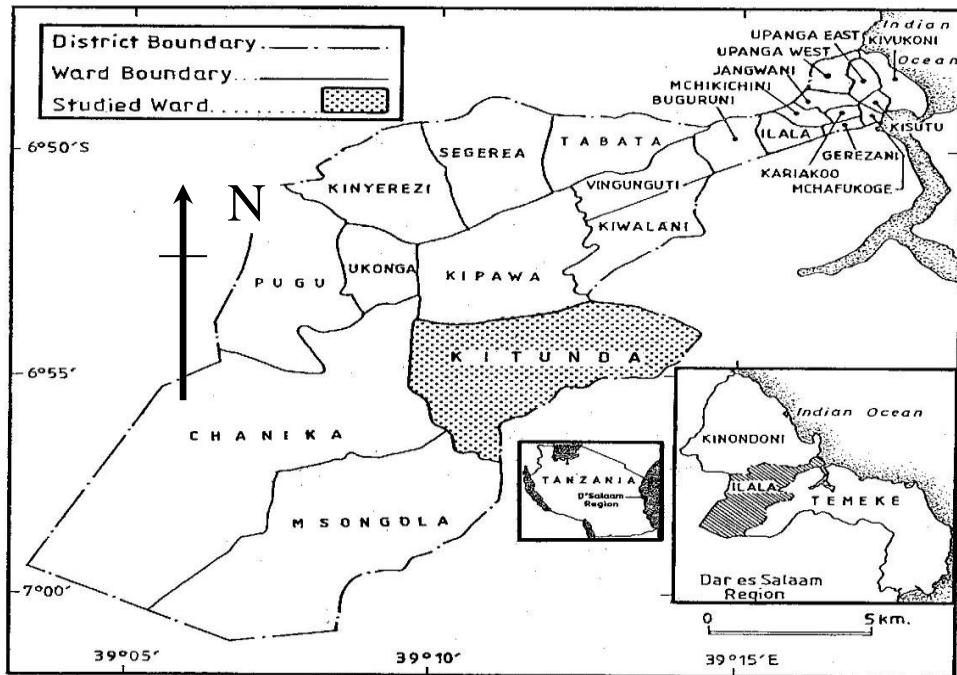 District Boundary
Ward Boundary
Studied Ward
N
6°50'S
6°55'
7°00'
39°05'
39°10'
39°15'E
UPANGA EAST
UPANGA WEST
JANGWANI
MCHIKICHINI
BUGURUNI
Indian
Ocean
KIVUKONI
KISUTU
ILALA
GEREZANI
KARIAKOO
MCHAFUKOGE
TABATA
SEGEREA
KINYEREZI
VINGUNGUTI
KIWALANI
PUGU
UKONGA
KIPAWA
KITUNDA
CHANIKA
MSONGOLA
TANZANIA
D'Salaam
Region
Indian Ocean
KINONDONI
ILALA
TEMEKE
Dar es Salaam
Region
0 5 km.